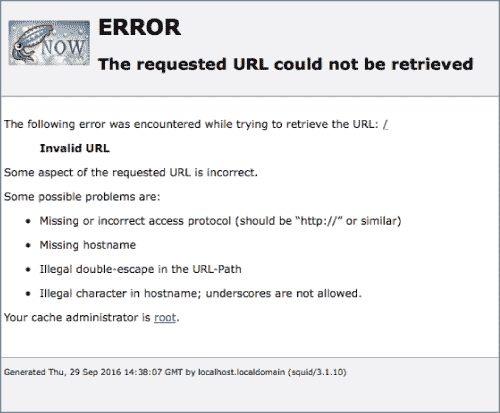 NOW
ERROR
The requested URL could not be retrieved
The following error was encountered while trying to retrieve the URL: /
Invalid URL
Some aspect of the requested URL is incorrect.
Some possible problems are:
• Missing or incorrect access protocol (should be “http://” or similar)
• Missing hostname
• Illegal double-escape in the URL-Path
• Illegal character in hostname; underscores are not allowed.
Your cache administrator is root.
Generated Thu, 29 Sep 2016 14:38:07 GMT by localhost.localdomain (squid/3.1.10)